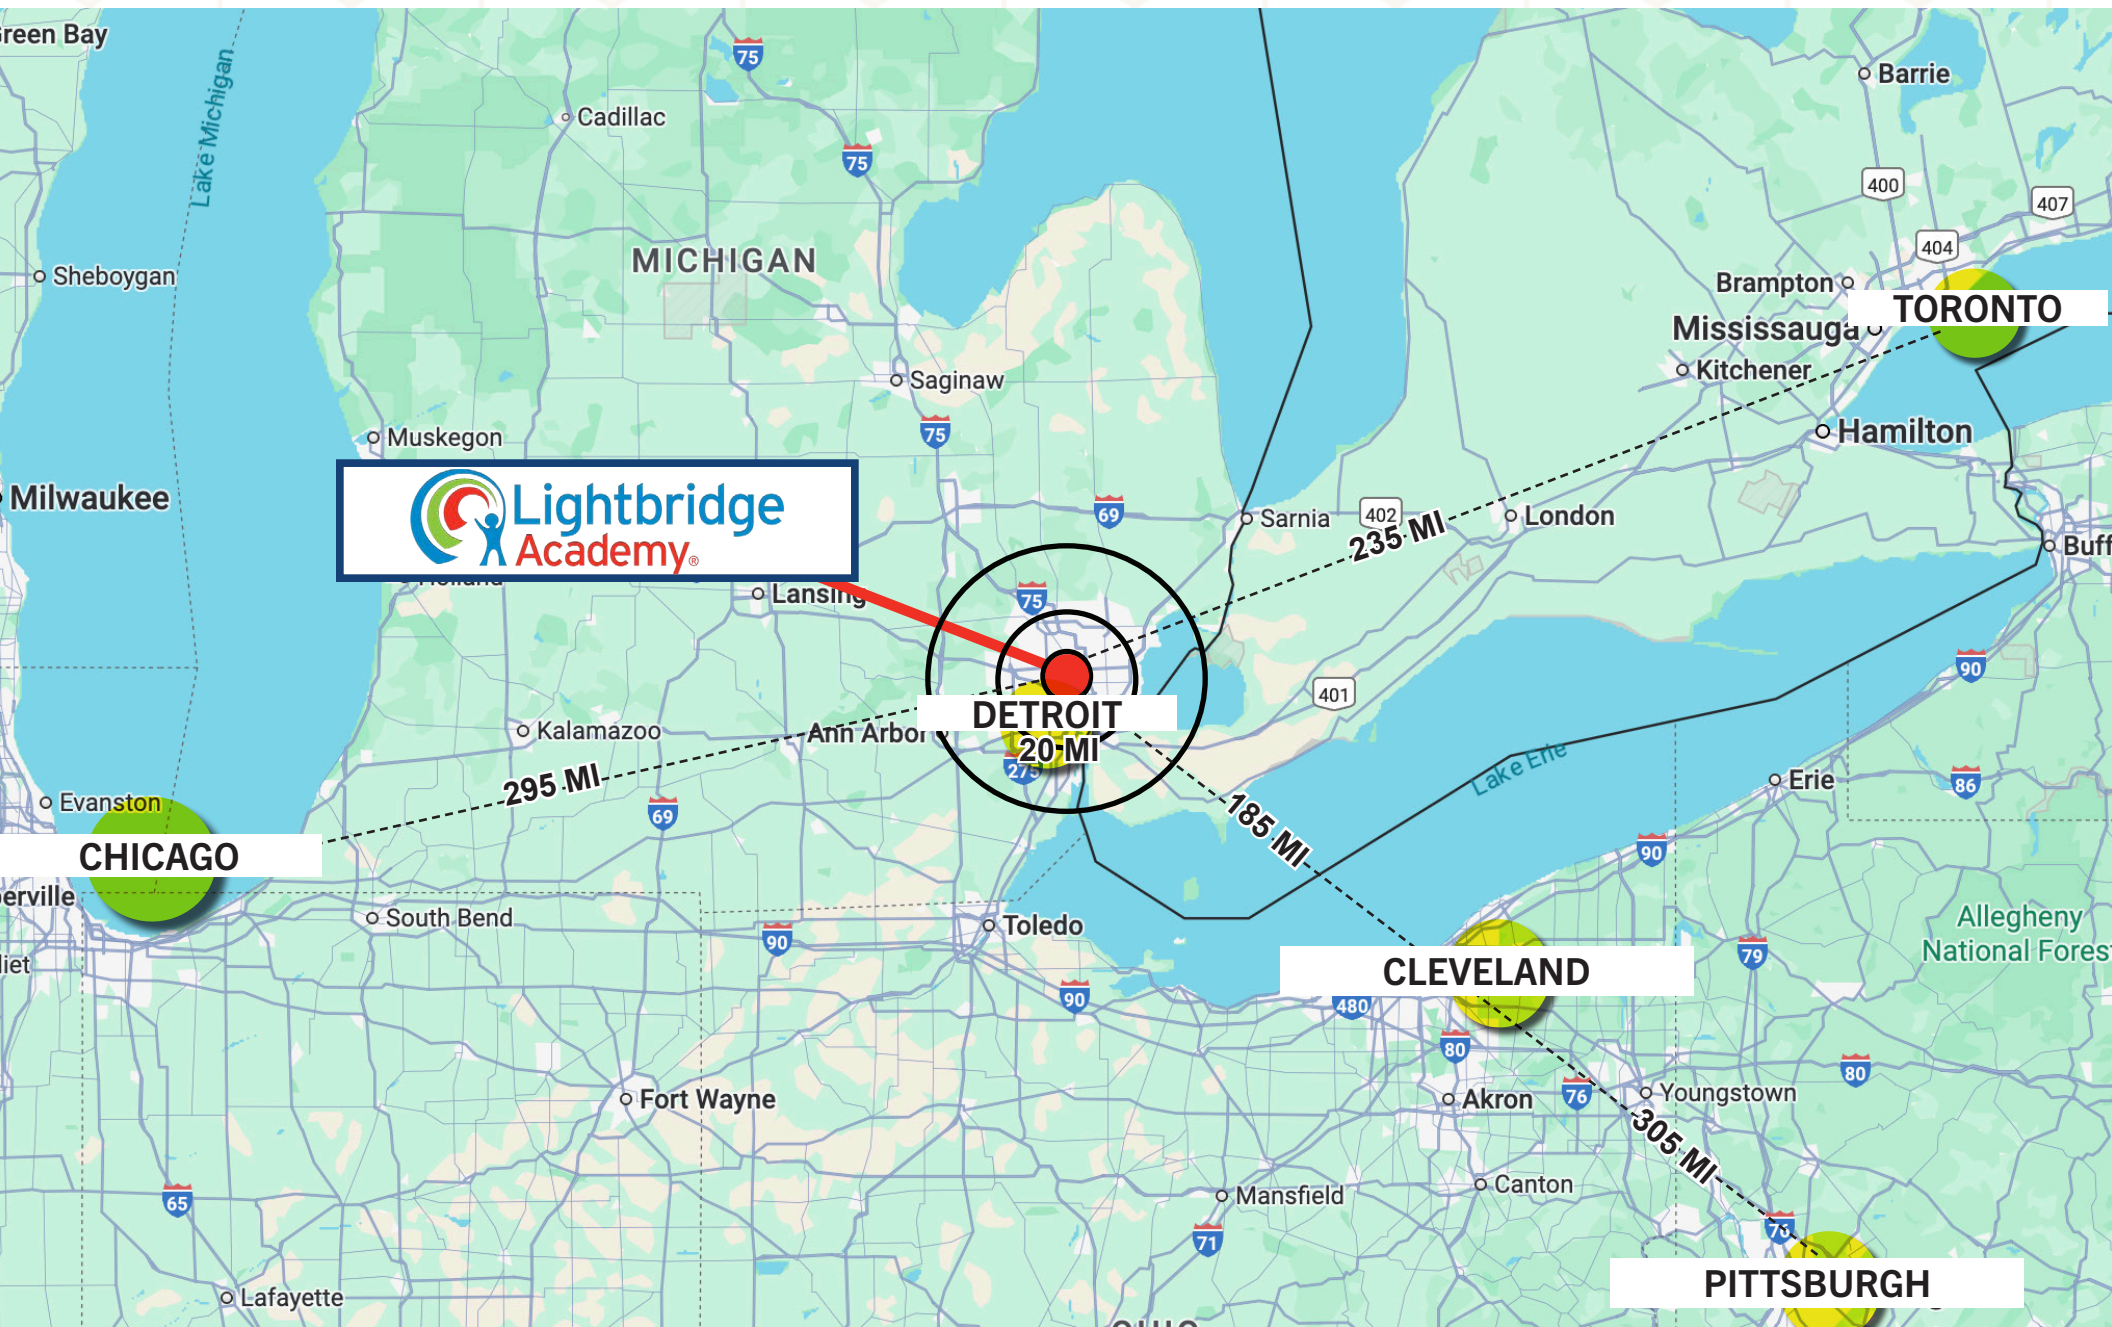 Green Bay
Lake Michigan
75
Cadillac
75
Barrie
400
407
404
MICHIGAN
Sheboygan
Brampton
TORONTO
Mississauga
Kitchener
Saginaw
75
Muskegon
Hamilton
Milwaukee
Lightbridge
Academy®
69
Sarnia
402
London
235 MI
Buff
Holland
Lansing
75
90
401
DETROIT
Kalamazoo
Ann Arbor
20 MI
275
Lake Erie
295 MI
Erie
86
Evanston
69
185 MI
CHICAGO
90
erville
South Bend
Toledo
90
Allegheny
National Fores
79
liet
CLEVELAND
90
480
80
80
Fort Wayne
Akron
76
Youngstown
305 MI
65
Mansfield
Canton
71
76
PITTSBURGH
Lafayette
OHIO